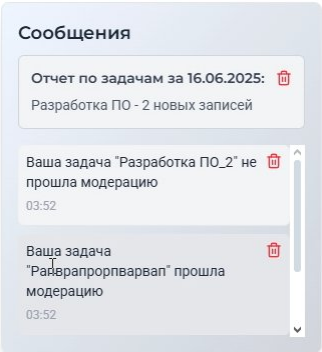 Сообщения
Отчет по задачам за 16.06.2025:
Разработка ПО - 2 новых записей
Ваша задача "Разработка ПО_2" не
прошла модерацию
03:52
Ваша задача
"Ранврапрорпварвап" прошла
модерацию
03:52